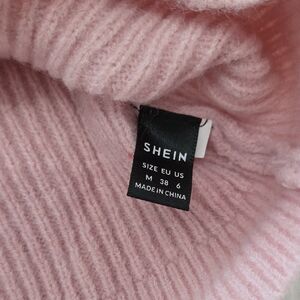 SHEIN
SIZE EU US
M 38 6
MADE IN CHINA